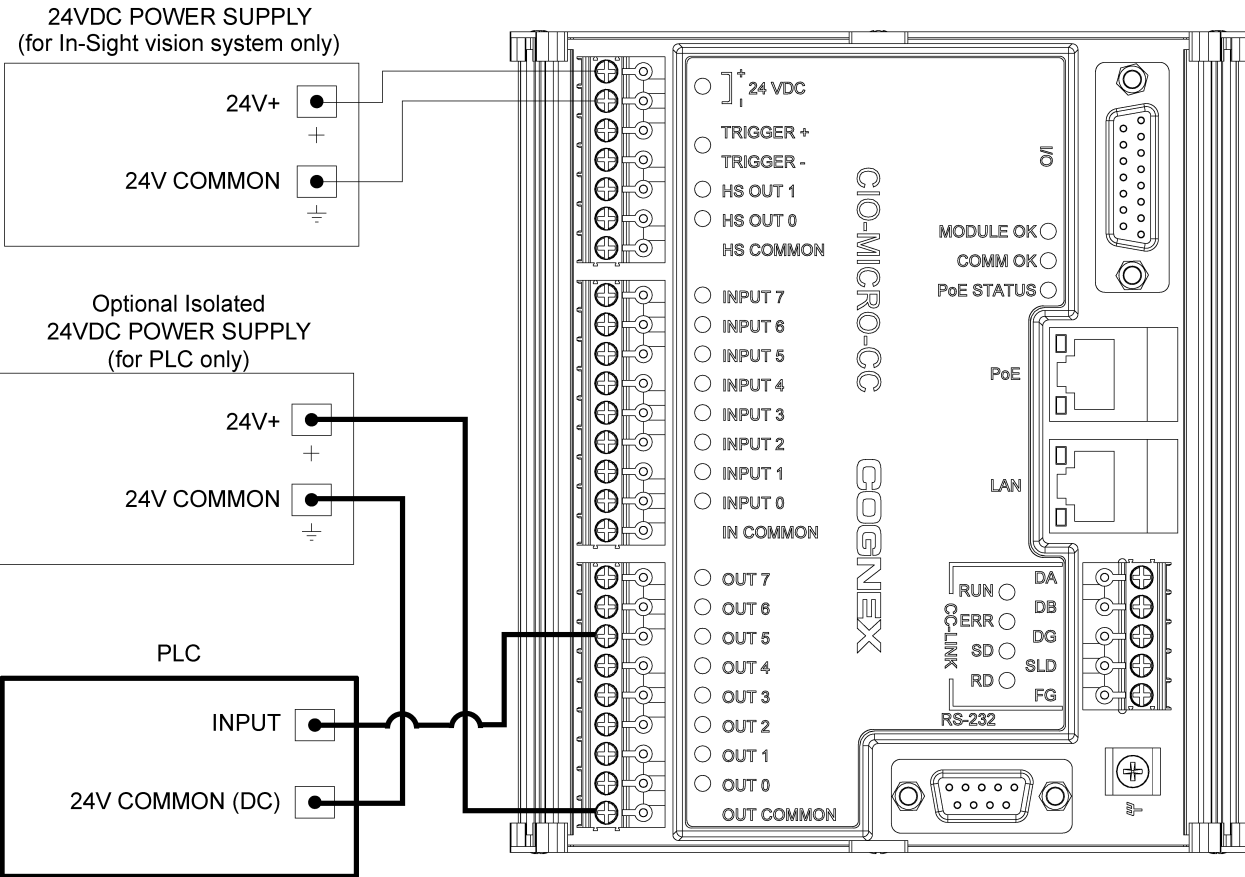 24VDC POWER SUPPLY
(for In-Sight vision system only)
24V+
+
24V COMMON
Optional Isolated
24VDC POWER SUPPLY
(for PLC only)
24V+
+
24V COMMON
PLC
INPUT
24V COMMON (DC)
+
-
24 VDC
TRIGGER +
TRIGGER -
HS OUT 1
HS OUT 0
HS COMMON
INPUT 7
INPUT 6
INPUT 5
INPUT 4
INPUT 3
INPUT 2
INPUT 1
INPUT 0
IN COMMON
OUT 7
OUT 6
OUT 5
OUT 4
OUT 3
OUT 2
OUT 1
OUT 0
OUT COMMON
CIO-MICRO-CC
COGNEX
I/O
MODULE OK
COMM OK
PoE STATUS
PoE
LAN
CC-LINK
RUN
ERR
SD
RD
DA
DB
DG
SLD
FG
RS-232